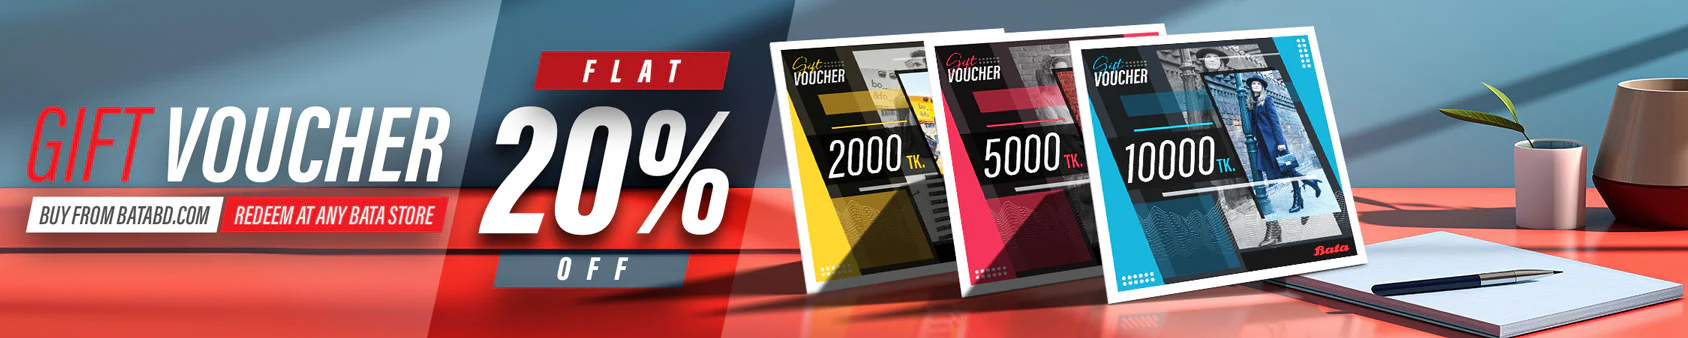 GIFT VOUCHER
BUY FROM BATABD.COM
REDEEM AT ANY BATA STORE
FLAT
20%
OFF
Gift
VOUCHER
2000 TK.
Gift
VOUCHER
5000 TK.
Gift
VOUCHER
10000 TK.
Bata